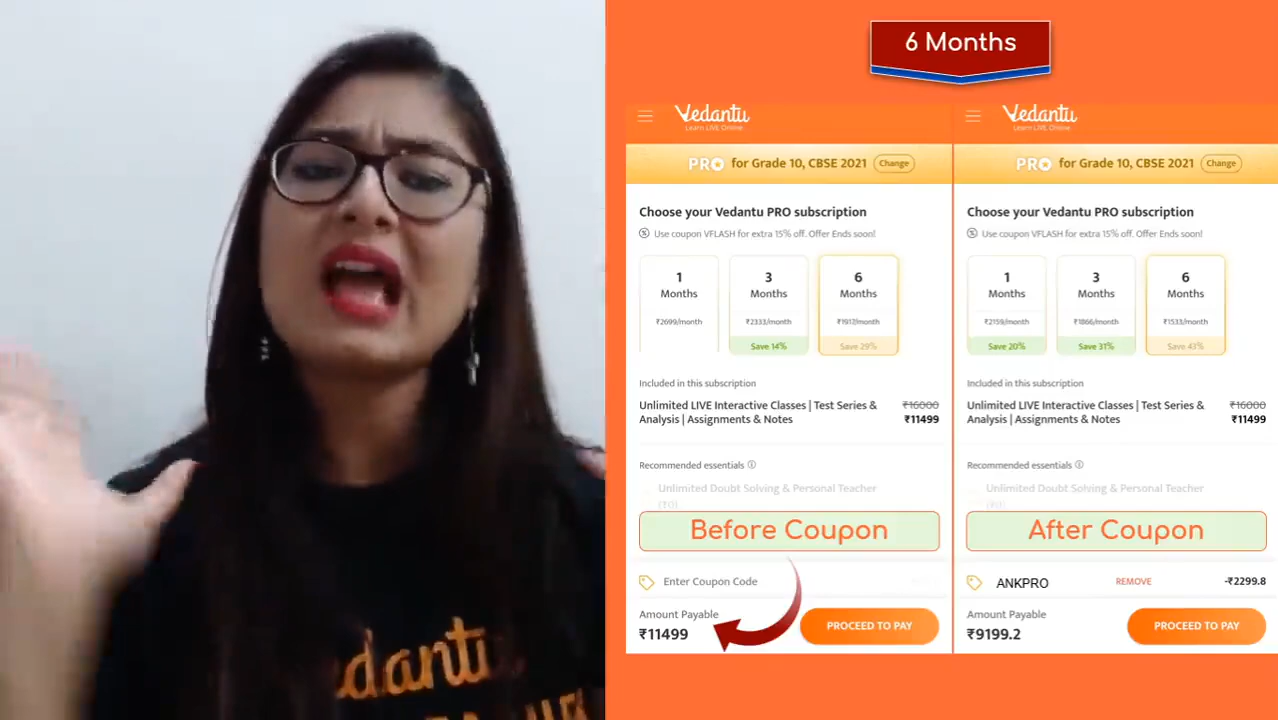 6 Months
Vedantu
Learn LIVE Online
PRO for Grade 10, CBSE 2021 Change
Choose your Vedantu PRO subscription
Use coupon VFLASH for extra 15% off. Offer Ends soon!
1 Months
₹2699/month
3 Months
₹2333/month
Save 14%
6 Months
₹1917/month
Save 29%
Included in this subscription
Unlimited LIVE Interactive Classes | Test Series & ₹16000
Analysis | Assignments & Notes ₹11499
Recommended essentials
Unlimited Doubt Solving & Personal Teacher
(₹0)
Before Coupon
Enter Coupon Code
Amount Payable
₹11499
PROCEED TO PAY
Vedantu
Learn LIVE Online
PRO for Grade 10, CBSE 2021 Change
Choose your Vedantu PRO subscription
Use coupon VFLASH for extra 15% off. Offer Ends soon!
1 Months
₹2159/month
Save 20%
3 Months
₹1866/month
Save 31%
6 Months
₹1533/month
Save 43%
Included in this subscription
Unlimited LIVE Interactive Classes | Test Series & ₹16000
Analysis | Assignments & Notes ₹11499
Recommended essentials
Unlimited Doubt Solving & Personal Teacher
(₹0)
After Coupon
ANKPRO REMOVE -₹2299.8
Amount Payable
₹9199.2
PROCEED TO PAY
Vedantu